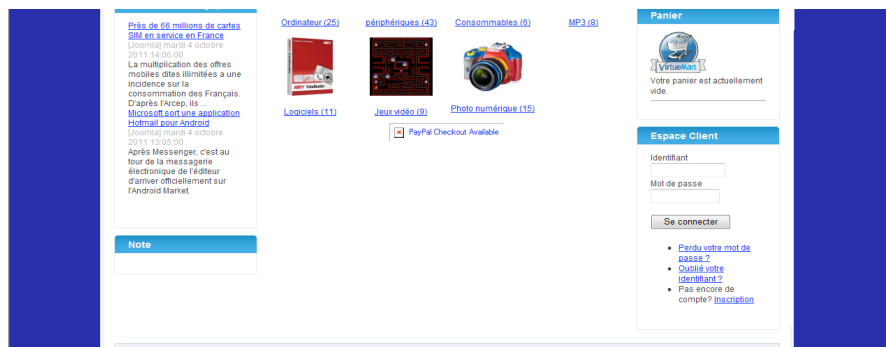 Près de 66 millions de cartes
SIM en service en France
[Joomla] mardi 4 octobre
2011 14:06:00
La multiplication des offres
mobiles dites illimitées a une
incidence sur la
consommation des Français.
D'après l'Arcep, ils ...
Microsoft sort une application
Hotmail pour Android
[Joomla] mardi 4 octobre
2011 13:05:00
Après Messenger, c'est au
tour de la messagerie
électronique de l'éditeur
d'arriver officiellement sur
l'Android Market.
Note
Ordinateur (25) périphériques (43) Consommables (6) MP3 (8)
Logiciels (11) Jeux vidéo (9) Photo numérique (15)
PayPal Checkout Available
Panier
VirtueMart
Votre panier est actuellement
vide.
Espace Client
Identifiant
Mot de passe
Se connecter
Perdu votre mot de
passe ?
Oublié votre
identifiant ?
Pas encore de
compte? Inscription